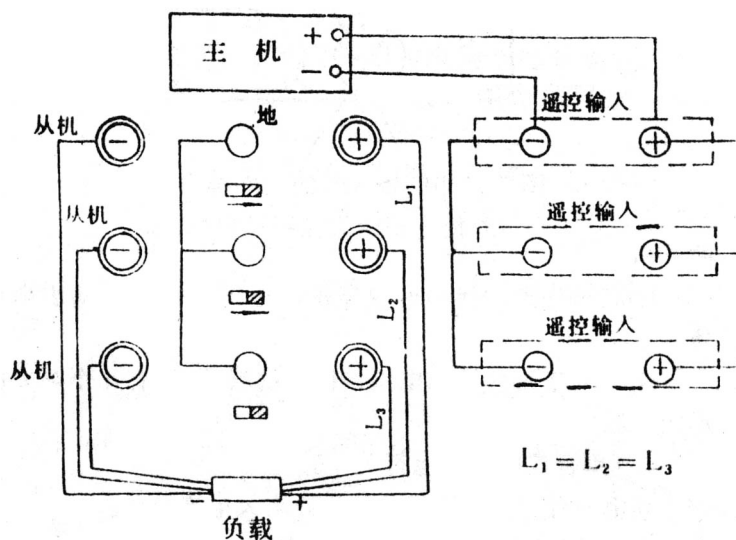 主 机 + −
遥控输入
从机 − 地 + − +
L₁
从机 − + 遥控输入 − +
L₂
遥控输入
从机 − + − +
L₃
L₁ = L₂ = L₃
− +
负载